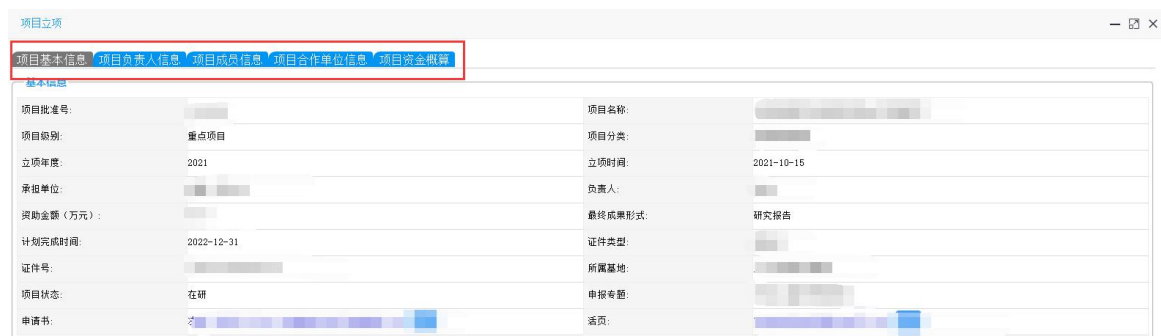 项目立项
项目基本信息 项目负责人信息 项目成员信息 项目合作单位信息 项目资金概算
基本信息
项目批准号: 项目名称:
项目级别: 重点项目 项目分类:
立项年度: 2021 立项时间: 2021-10-15
承担单位: 负责人:
资助金额（万元）: 最终成果形式: 研究报告
计划完成时间: 2022-12-31 证件类型:
证件号: 所属基地:
项目状态: 在研 申报专题:
申请书: 活页: